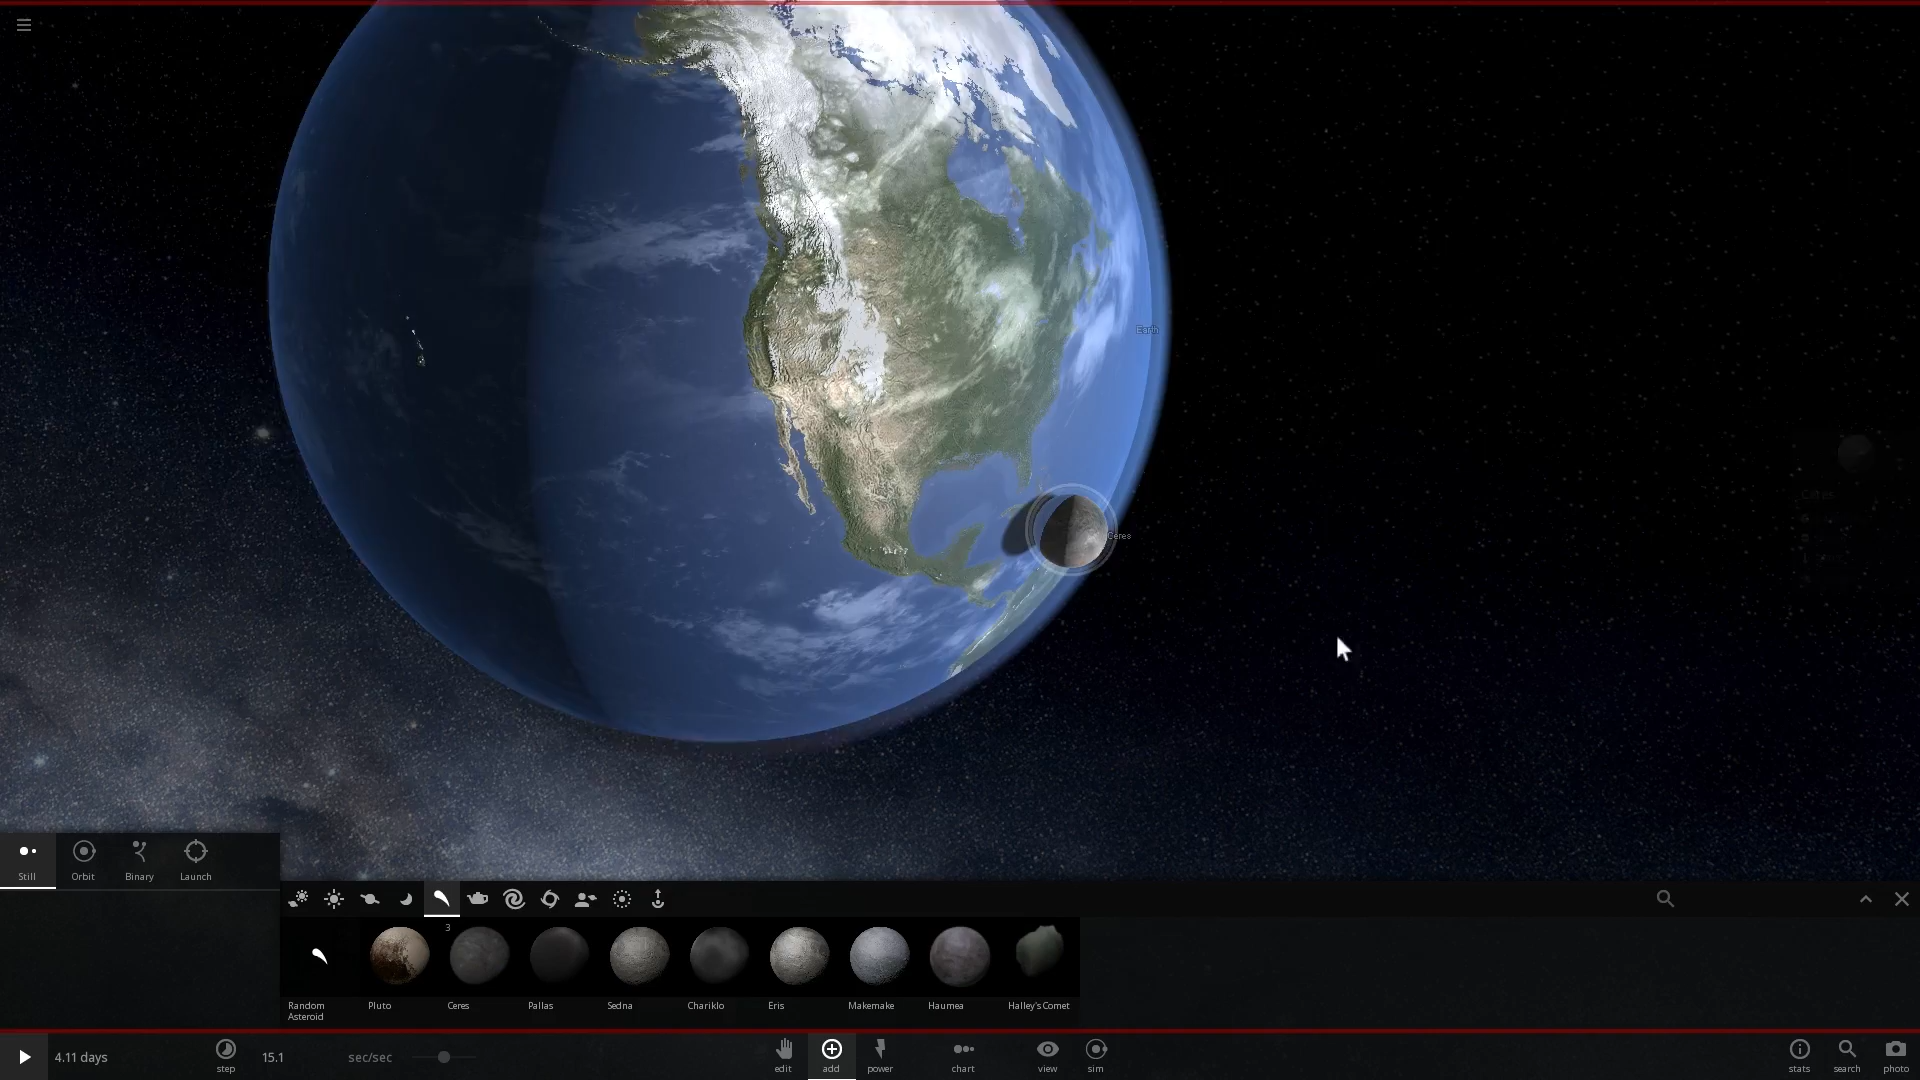 Earth
Ceres
Still
Orbit
Binary
Launch
3
Random
Asteroid
Pluto
Ceres
Pallas
Sedna
Chariklo
Eris
Makemake
Haumea
Halley's Comet
4.11 days
step
15.1
sec/sec
edit
add
power
chart
view
sim
stats
search
photo